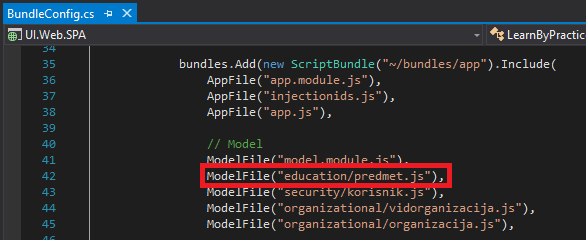 BundleConfig.cs
UI.Web.SPA LearnByPractic
34
35 bundles.Add(new ScriptBundle("~/bundles/app").Include(
36 AppFile("app.module.js"),
37 AppFile("injectionids.js"),
38 AppFile("app.js"),
39
40 // Model
41 ModelFile("model.module.js"),
42 ModelFile("education/predmet.js"),
43 ModelFile("security/korisnik.js"),
44 ModelFile("organizational/vidorganizacija.js"),
45 ModelFile("organizational/organizacija.js"),